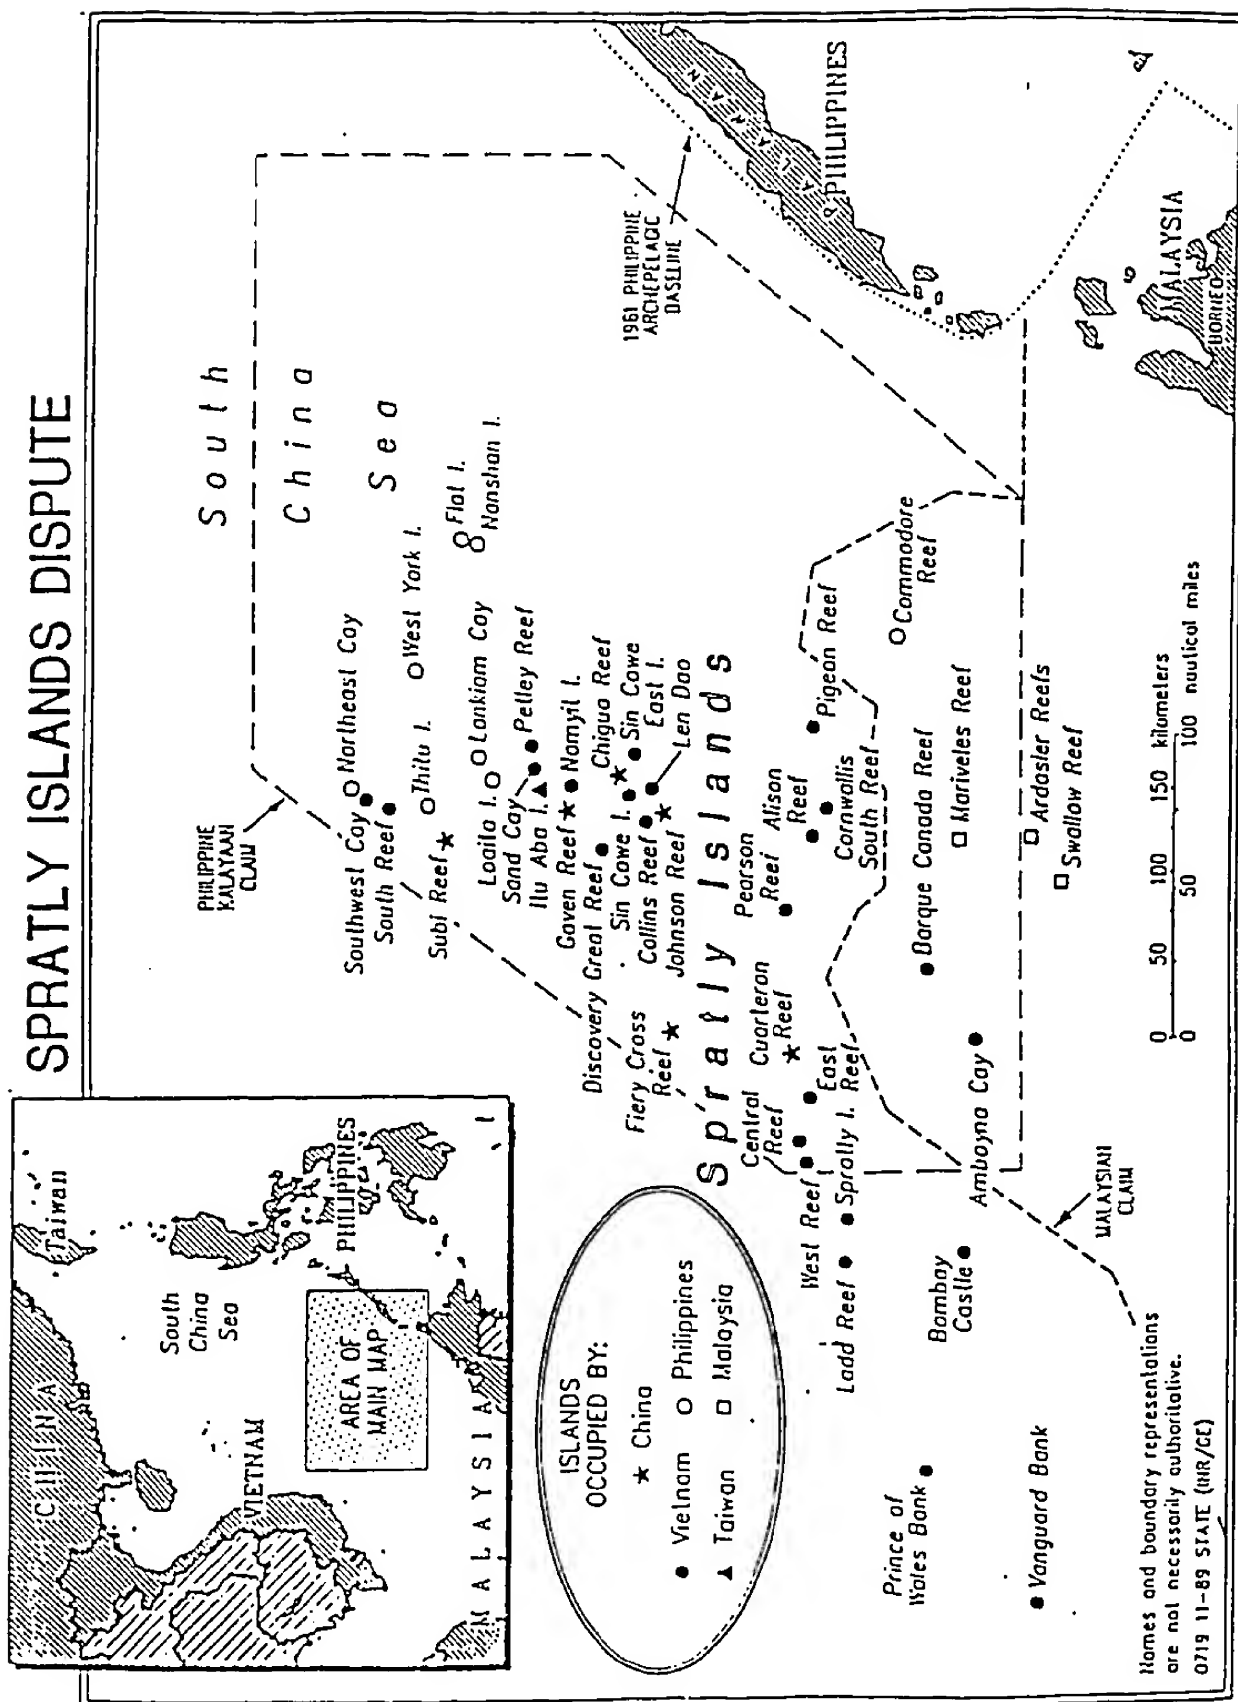 SPRATLY ISLANDS DISPUTE
CHINA
Taiwan
South
China
Sea
VIETNAM
PHILIPPINES
AREA OF
MAIN MAP
MALAYSIA
ISLANDS
OCCUPIED BY:
★ China
● Vietnam
○ Philippines
▲ Taiwan
□ Malaysia
South
China
Sea
PHILIPPINE
KALAYAAN
CLAIM
Southwest Cay
Northeast Cay
South Reef
Subi Reef
Thitu I.
West York I.
Flat I.
Nanshan I.
Loaita I.
Lankiam Cay
Sand Cay
Petley Reef
Itu Aba I.
Gaven Reef
Namyit I.
Discovery Great Reef
Chigua Reef
Sin Cowe I.
Sin Cowe
East I.
Collins Reef
Len Dao
Johnson Reef
Fiery Cross
Reef
Spratly Islands
Central
Reef
Cuarteron
Reef
Pearson
Reef
Alison
Reef
Pigeon Reef
West Reef
East
Reef
Cornwallis
South Reef
Ladd Reef
Spratly I.
Commodore
Reef
Prince of
Wales Bank
Bombay
Castle
Barque Canada Reef
Mariveles Reef
Amboyna Cay
Ardasier Reefs
Vanguard Bank
Swallow Reef
MALAYSIAN
CLAIM
1961 PHILIPPINE
ARCHEPELAGIC
BASELINE
PALAWAN
PHILIPPINES
MALAYSIA
BORNEO
0 50 100 150 kilometers
0 50 100 nautical miles
Names and boundary representations
are not necessarily authoritative.
0719 11-89 STATE (INR/GE)